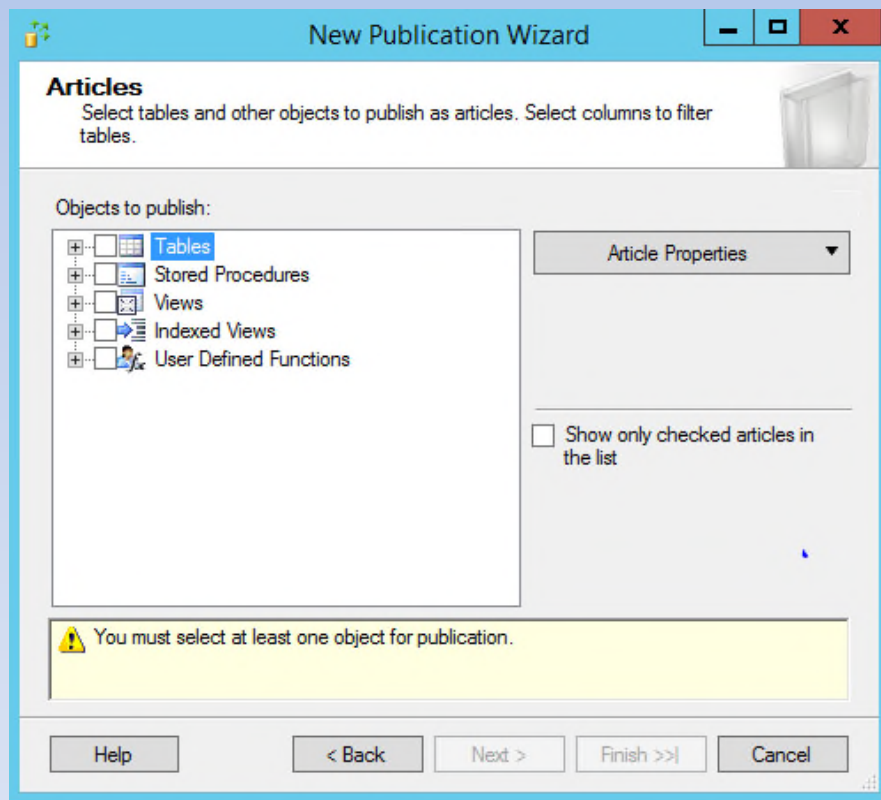 New Publication Wizard
Articles
Select tables and other objects to publish as articles. Select columns to filter
tables.
Objects to publish:
Tables
Stored Procedures
Views
Indexed Views
User Defined Functions
Article Properties
Show only checked articles in
the list
You must select at least one object for publication.
Help
< Back
Next >
Finish >>|
Cancel